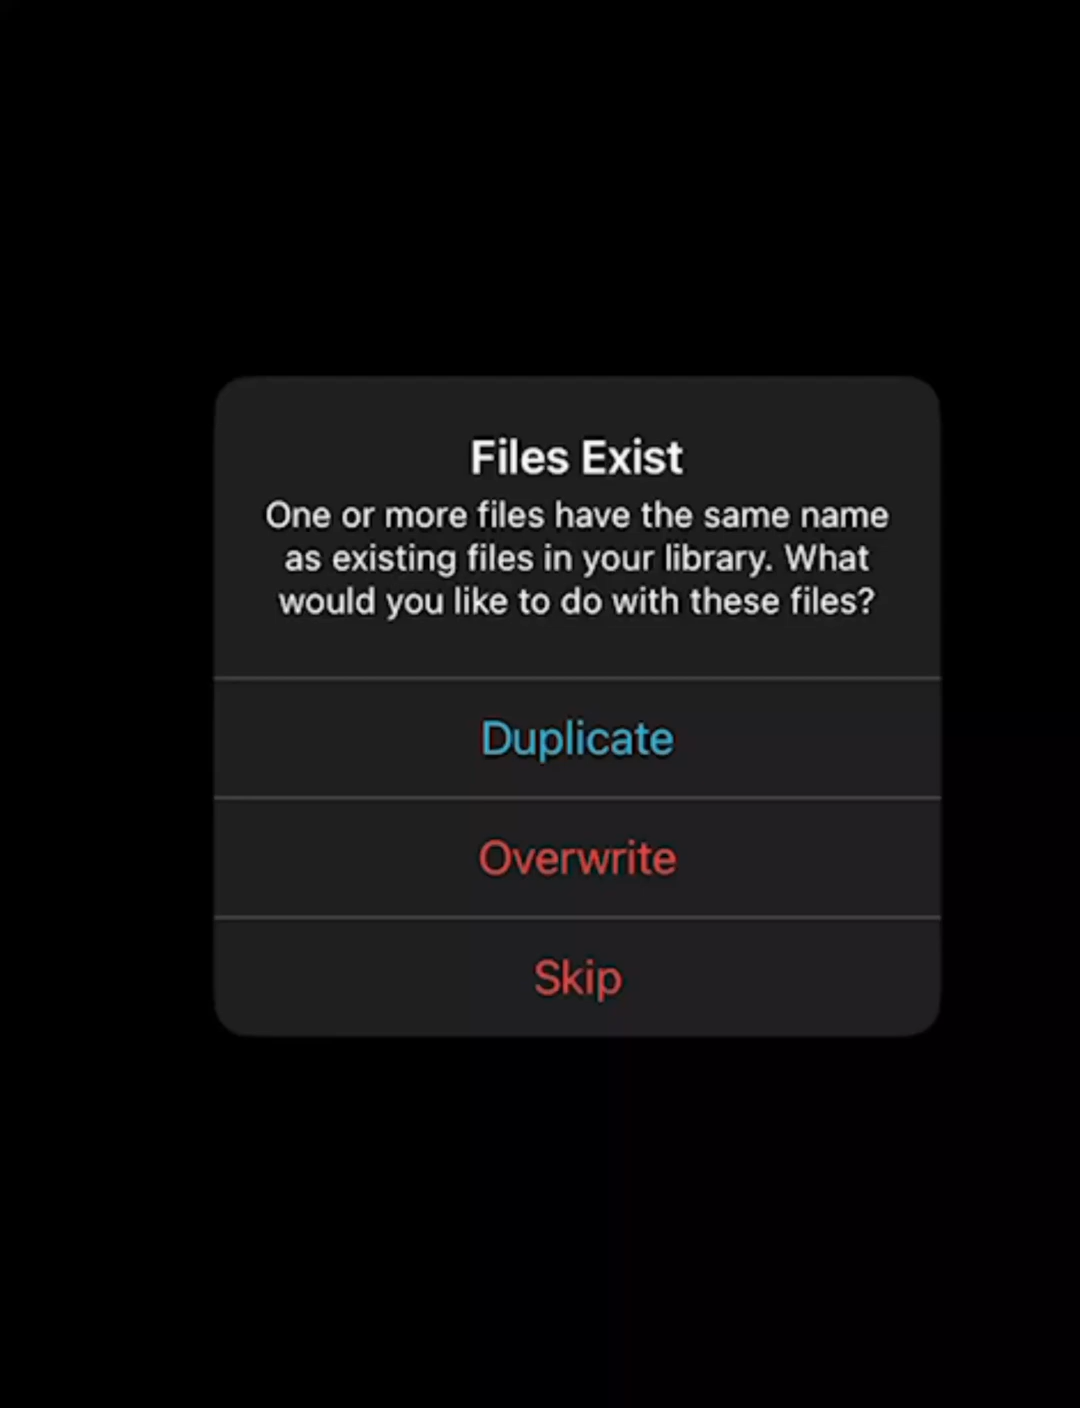 Files Exist
One or more files have the same name
as existing files in your library. What
would you like to do with these files?
Duplicate
Overwrite
Skip